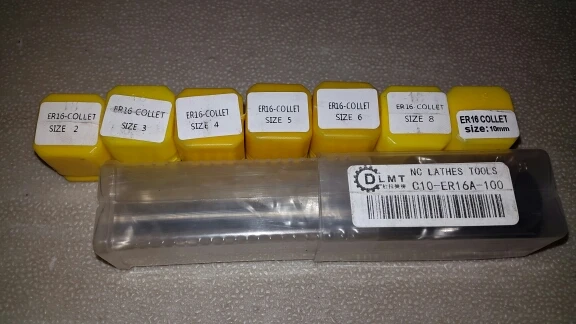 ER16-COLLET
SIZE 2
ER16-COLLET
SIZE 3
ER16-COLLET
SIZE 4
ER16-COLLET
SIZE 5
ER16-COLLET
SIZE 6
ER16-COLLET
SIZE 8
ER16 COLLET
size:10mm
DLMT
NC LATHES TOOLS
C10-ER16A-100